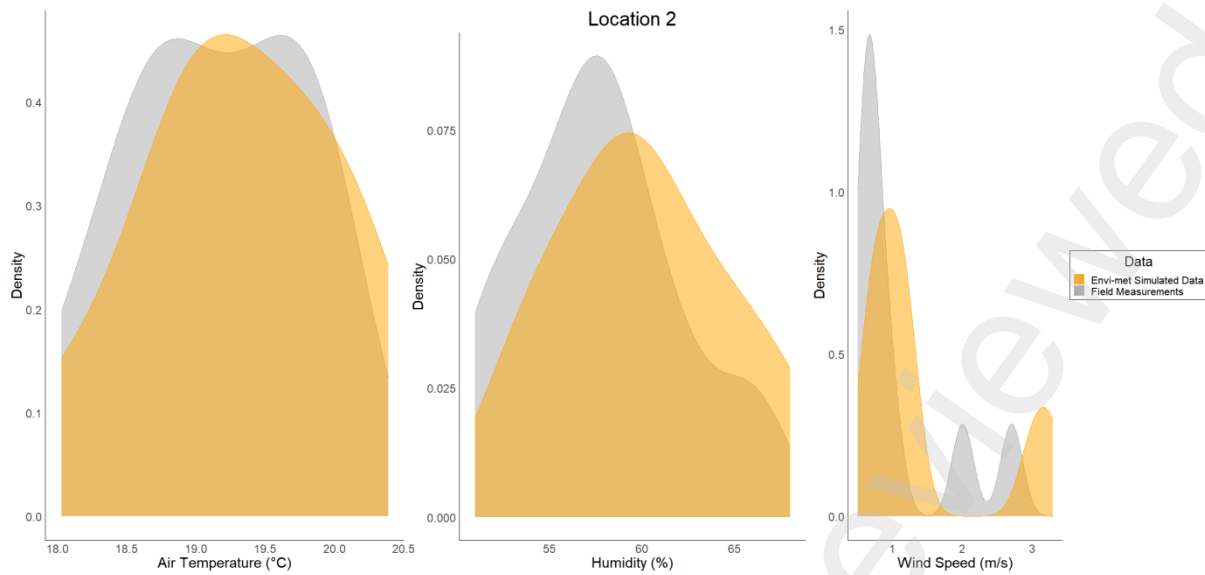 Location 2
Density
0.4
0.3
0.2
0.1
0.0
18.0 18.5 19.0 19.5 20.0 20.5
Air Temperature (°C)
Density
0.075
0.050
0.025
0.000
55 60 65
Humidity (%)
Density
1.5
1.0
0.5
0.0
1 2 3
Wind Speed (m/s)
Data
Envi-met Simulated Data
Field Measurements
eviewed